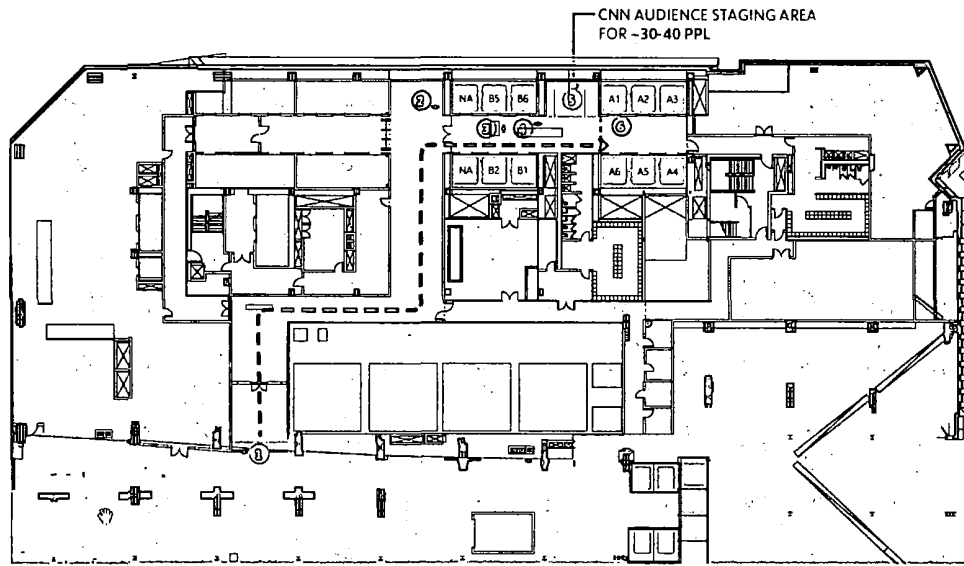 CNN AUDIENCE STAGING AREA
FOR ~30-40 PPL
NA B5 B6 A1 A2 A3
NA B2 B1 A6 A5 A4
1